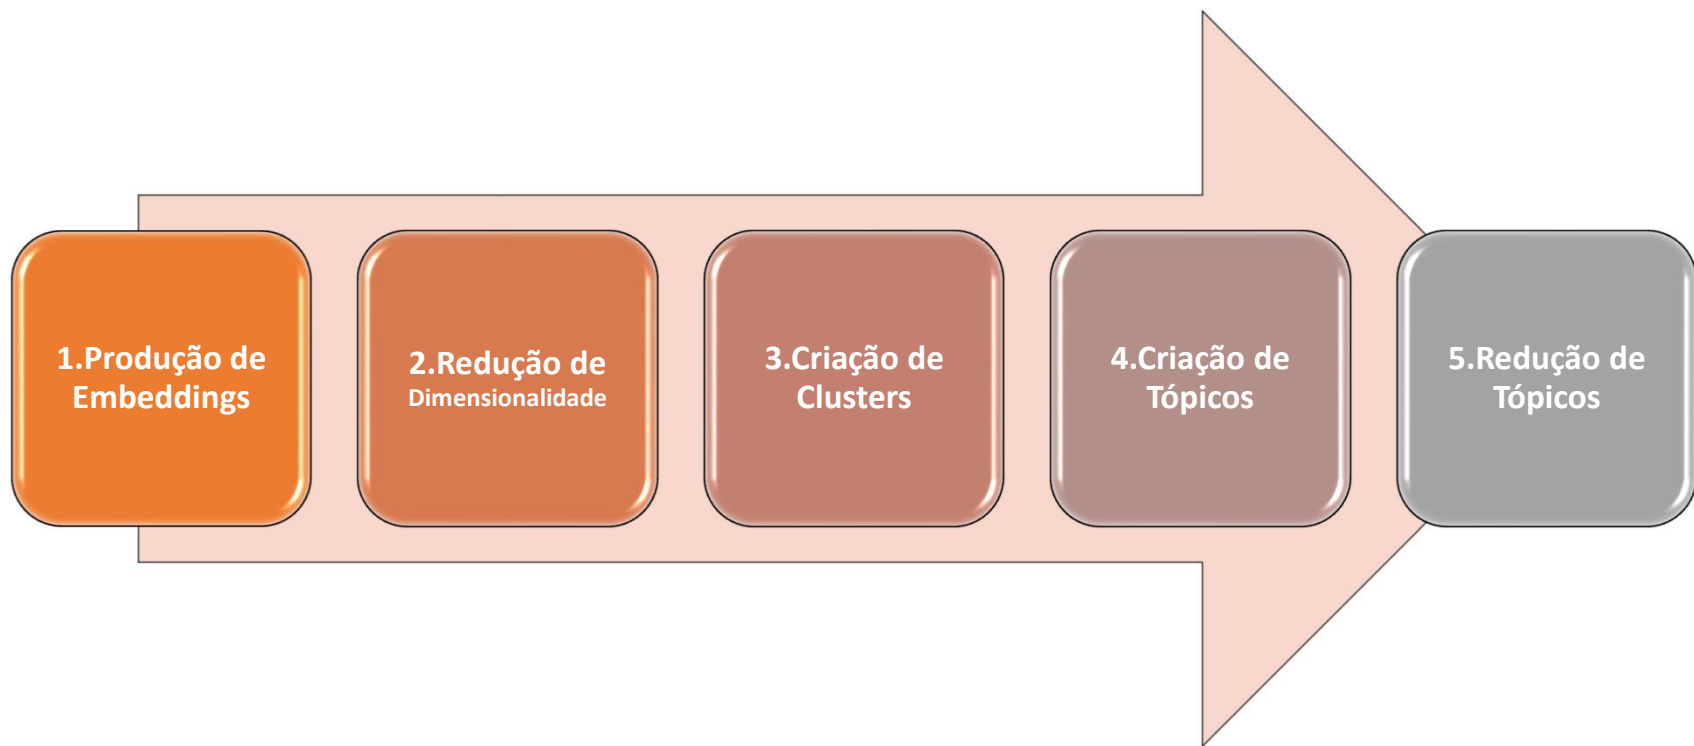 1.Produção de
Embeddings
2.Redução de
Dimensionalidade
3.Criação de
Clusters
4.Criação de
Tópicos
5.Redução de
Tópicos